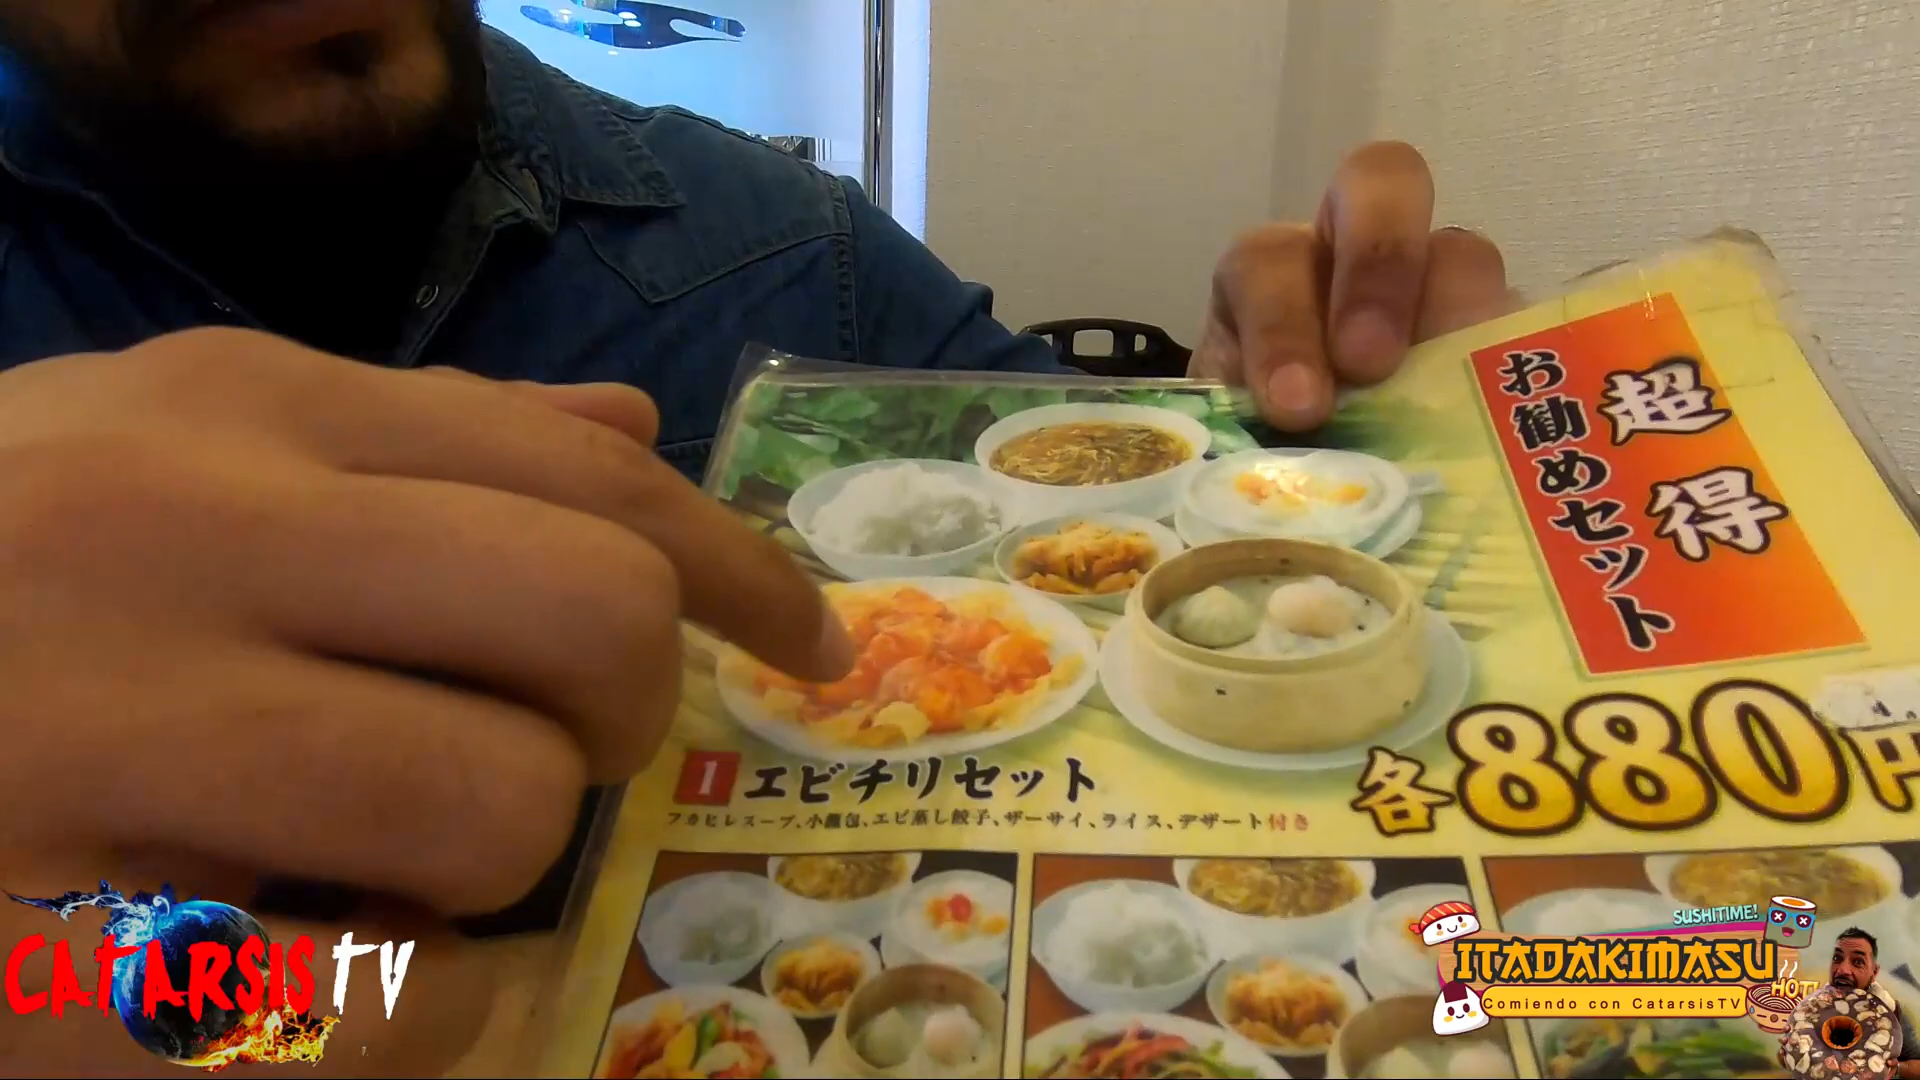 超得
お勧めセット
各880円
1 エビチリセット
フカヒレスープ、小籠包、エビ蒸し餃子、ザーサイ、ライス、デザート付き
CATARSIS TV
SUSHITIME!
ITADAKIMASU
HOT!
Comiendo con CatarsisTV